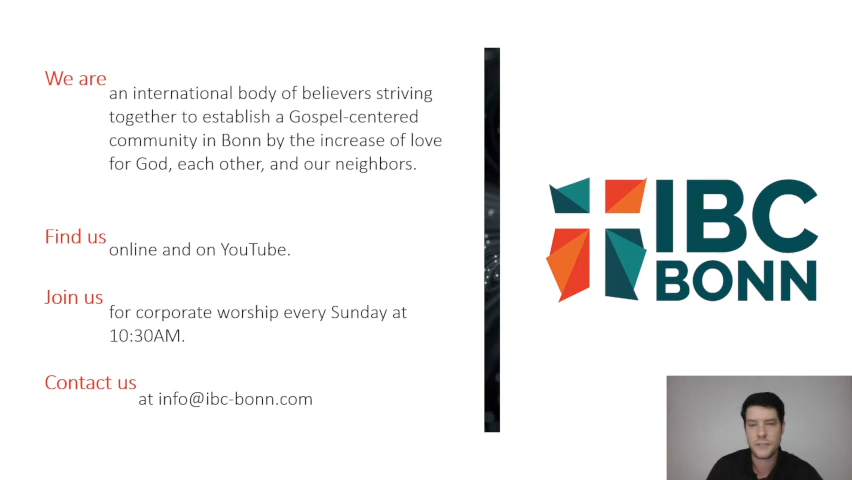 We are
an international body of believers striving
together to establish a Gospel-centered
community in Bonn by the increase of love
for God, each other, and our neighbors.
Find us
online and on YouTube.
Join us
for corporate worship every Sunday at
10:30AM.
Contact us
at info@ibc-bonn.com
IBC
BONN